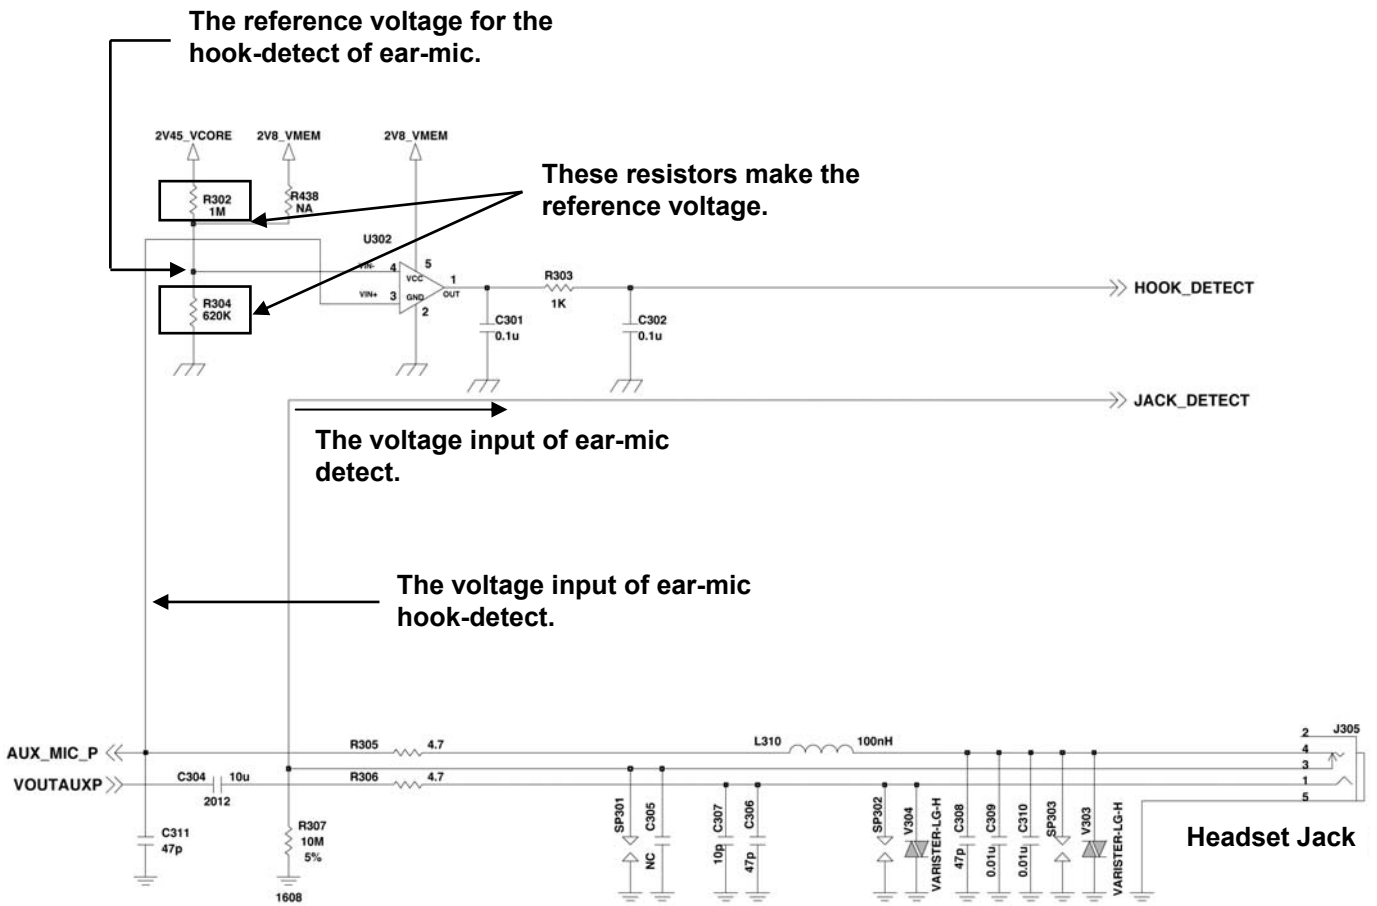 The reference voltage for the
hook-detect of ear-mic.
2V45_VCORE 2V8_VMEM 2V8_VMEM
These resistors make the
reference voltage.
R302
1M
R438
NA
U302
VIN- 4
5
VCC
1
OUT
VIN+ 3
GND
2
R304
620K
R303
1K
HOOK_DETECT
C301
0.1u
C302
0.1u
JACK_DETECT
The voltage input of ear-mic
detect.
The voltage input of ear-mic
hook-detect.
AUX_MIC_P
R305 4.7
L310 100nH
2
J305
4
3
1
5
VOUTAUXP
C304 10u
2012
R306 4.7
C311
47p
R307
10M
5%
1608
SP301
C305
NC
C307
10p
C306
47p
SP302
V304
VARISTER-LG-H
C308
47p
C309
0.01u
C310
0.01u
SP303
V303
VARISTER-LG-H
Headset Jack